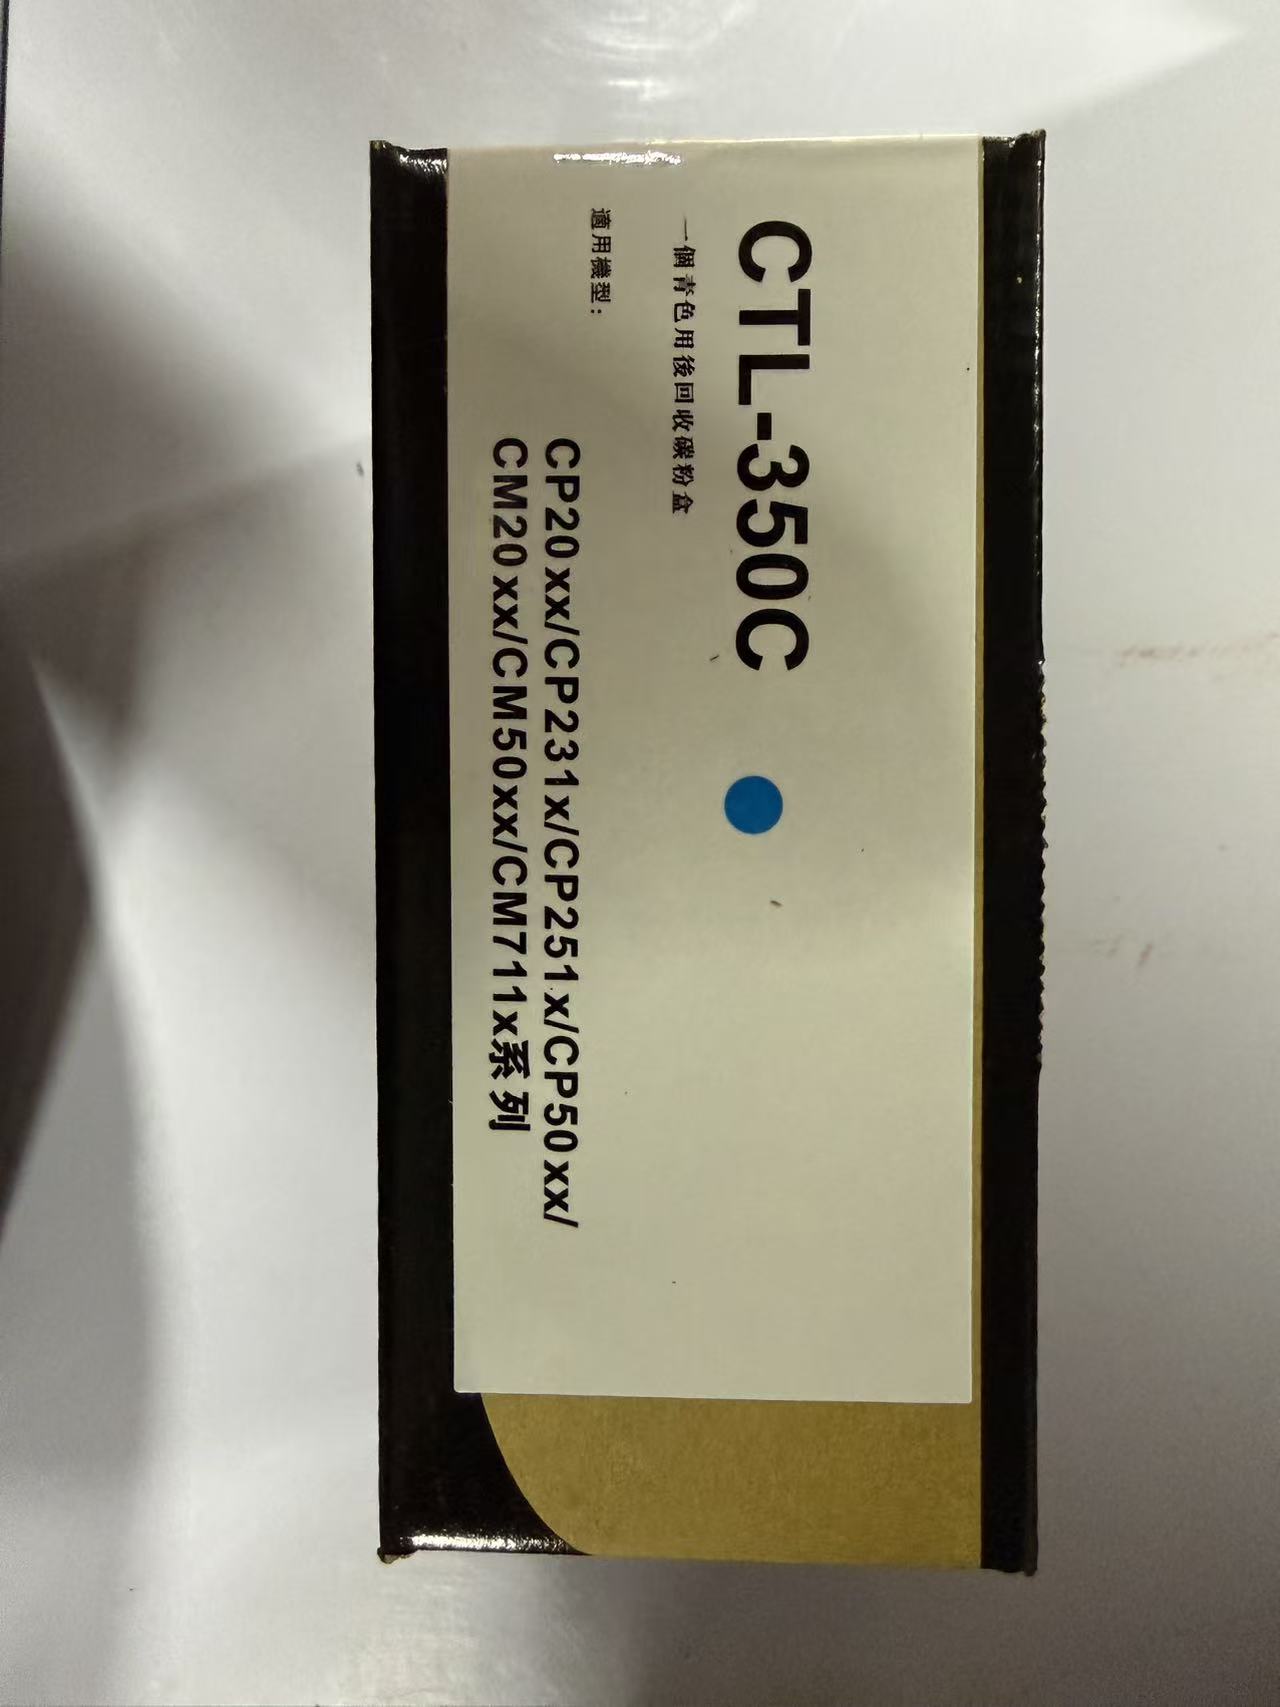 CTL-350C
一個青色用後回收碳粉盒
適用機型:
CP20xx/CP231x/CP251x/CP50xx/
CM20xx/CM50xx/CM711x系列